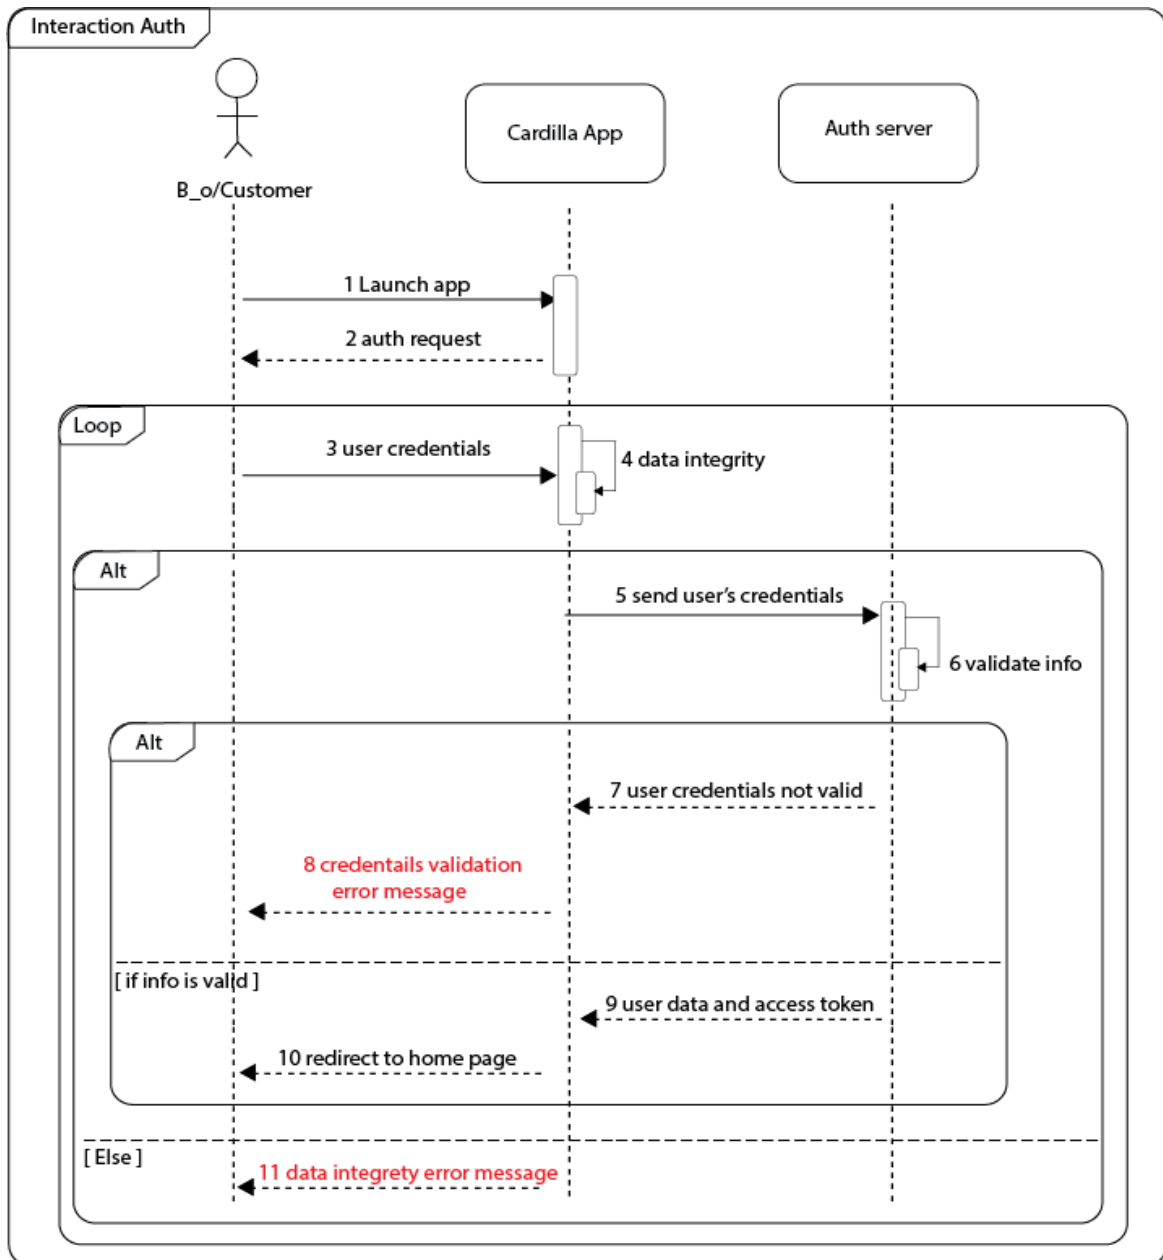 Interaction Auth
B_o/Customer
Cardilla App
Auth server
1 Launch app
2 auth request
Loop
3 user credentials
4 data integrity
Alt
5 send user's credentials
6 validate info
Alt
7 user credentials not valid
8 credentails validation
error message
[ if info is valid ]
9 user data and access token
10 redirect to home page
[ Else ]
11 data integrety error message